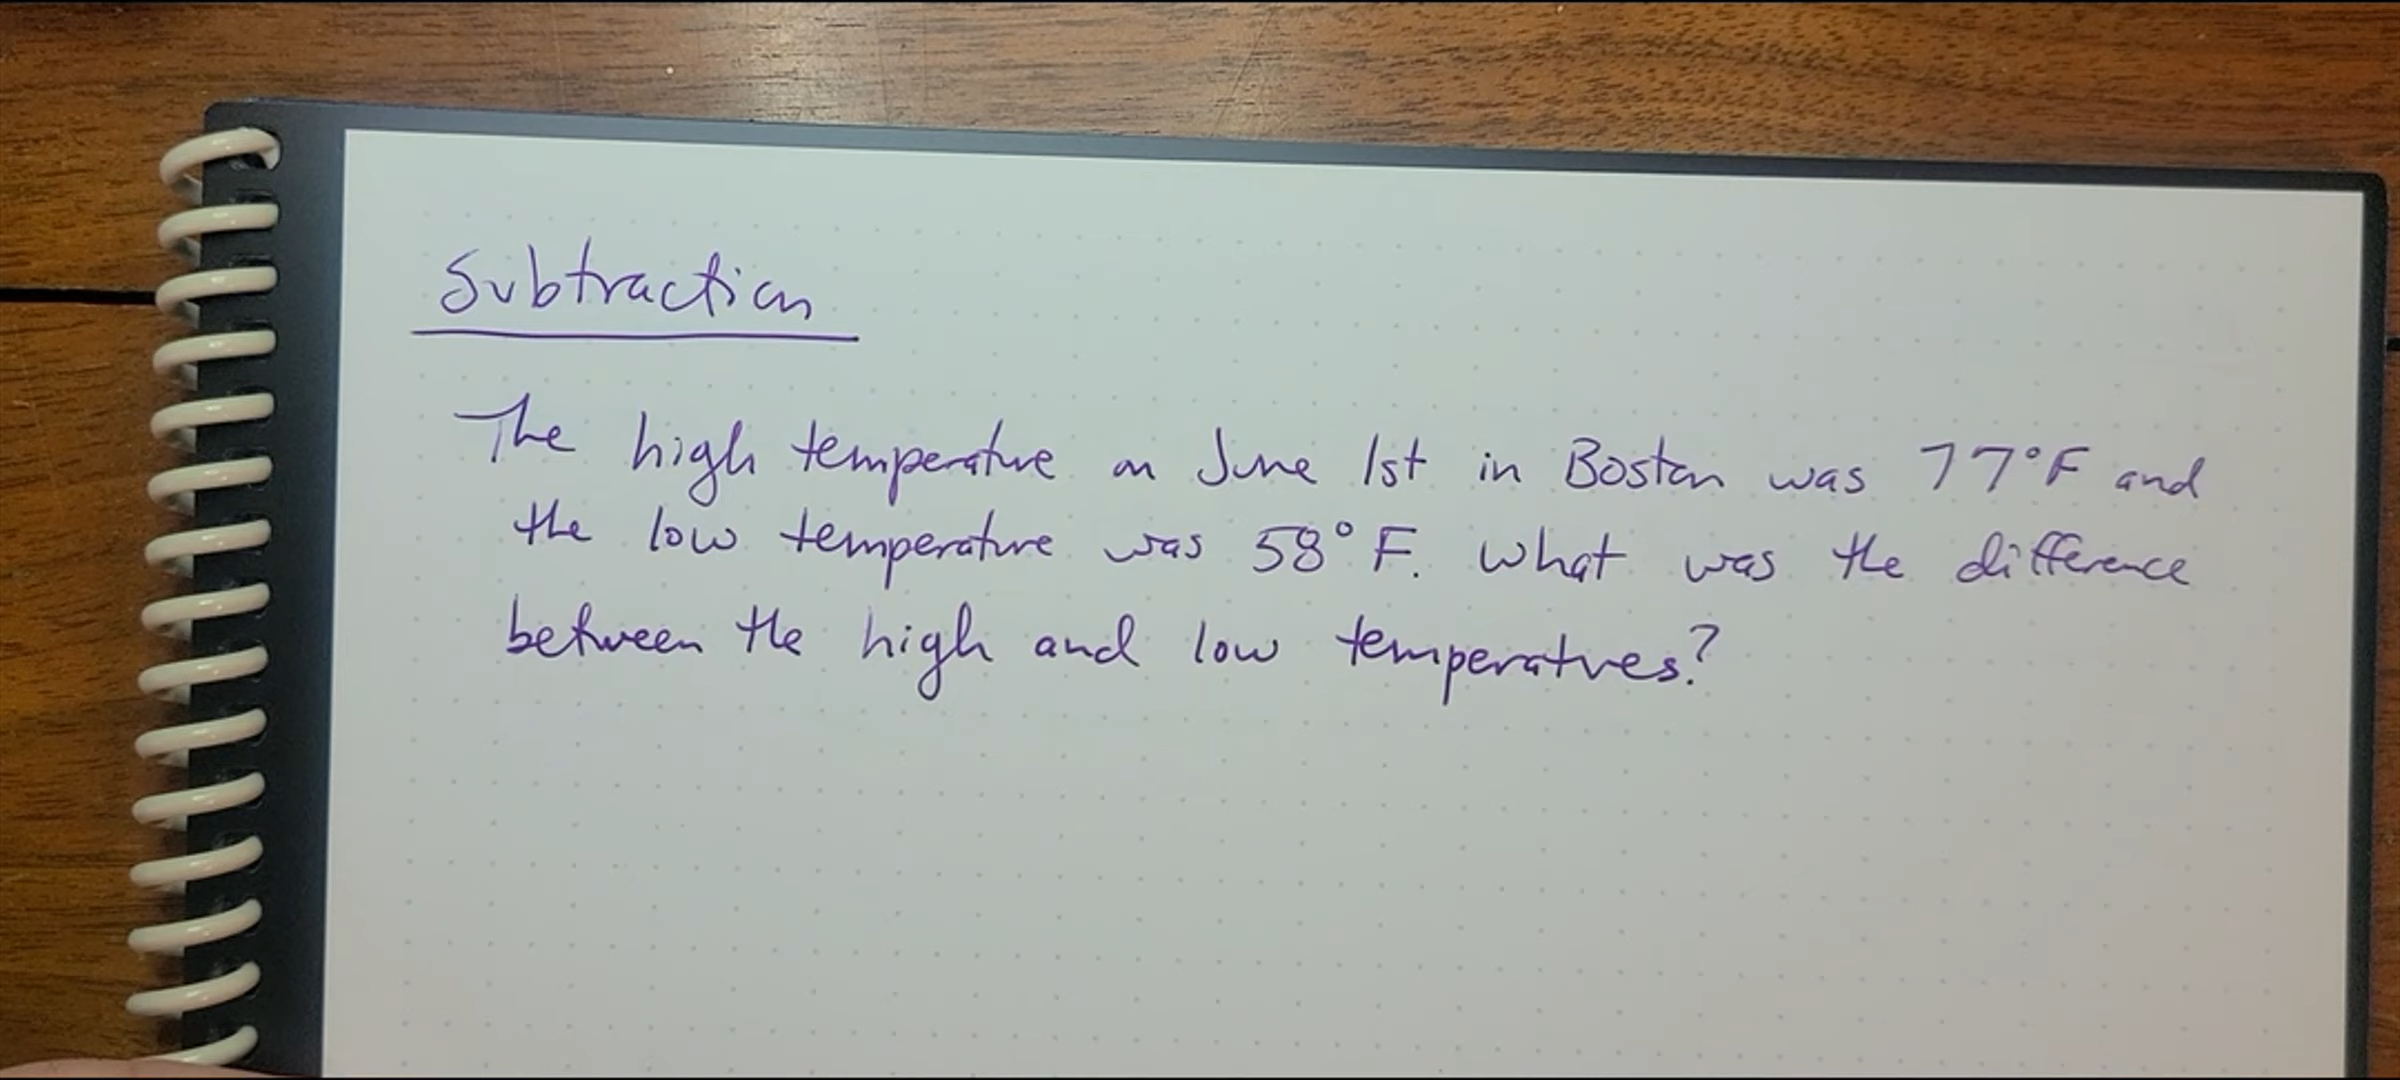 Subtraction
The high temperature on June 1st in Boston was 77°F and
the low temperature was 58°F. What was the difference
between the high and low temperatures?